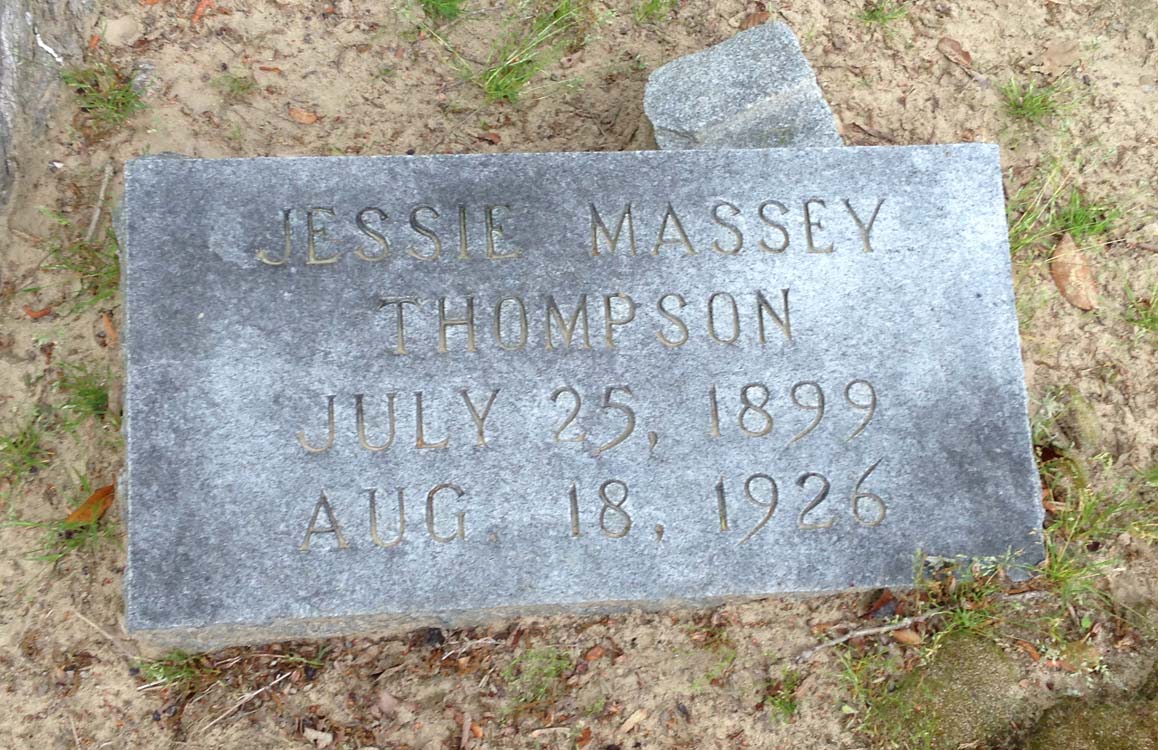 JESSIE MASSEY
THOMPSON
JULY 25, 1899
AUG. 18, 1926